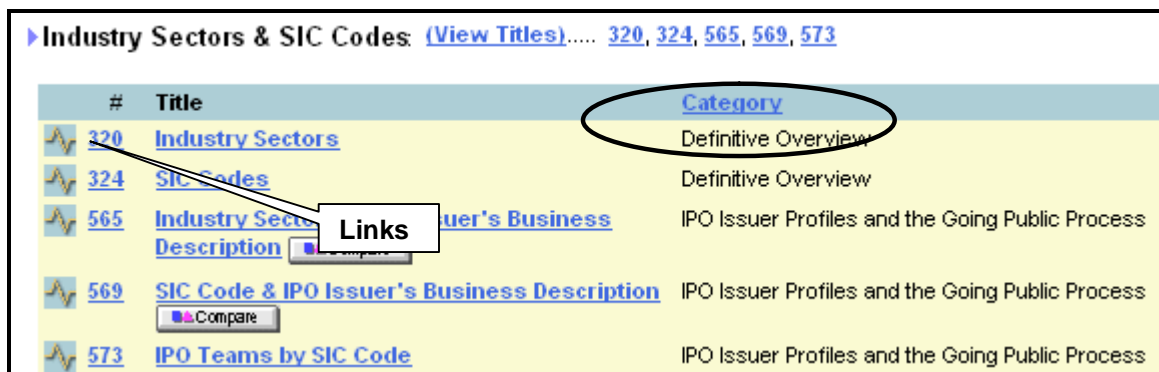 Industry Sectors & SIC Codes: (View Titles)..... 320, 324, 565, 569, 573
# Title Category
320 Industry Sectors Definitive Overview
324 SIC Codes Definitive Overview
565 Industry Secto uer's Business IPO Issuer Profiles and the Going Public Process
Links
Description Compare
569 SIC Code & IPO Issuer's Business Description IPO Issuer Profiles and the Going Public Process
Compare
573 IPO Teams by SIC Code IPO Issuer Profiles and the Going Public Process